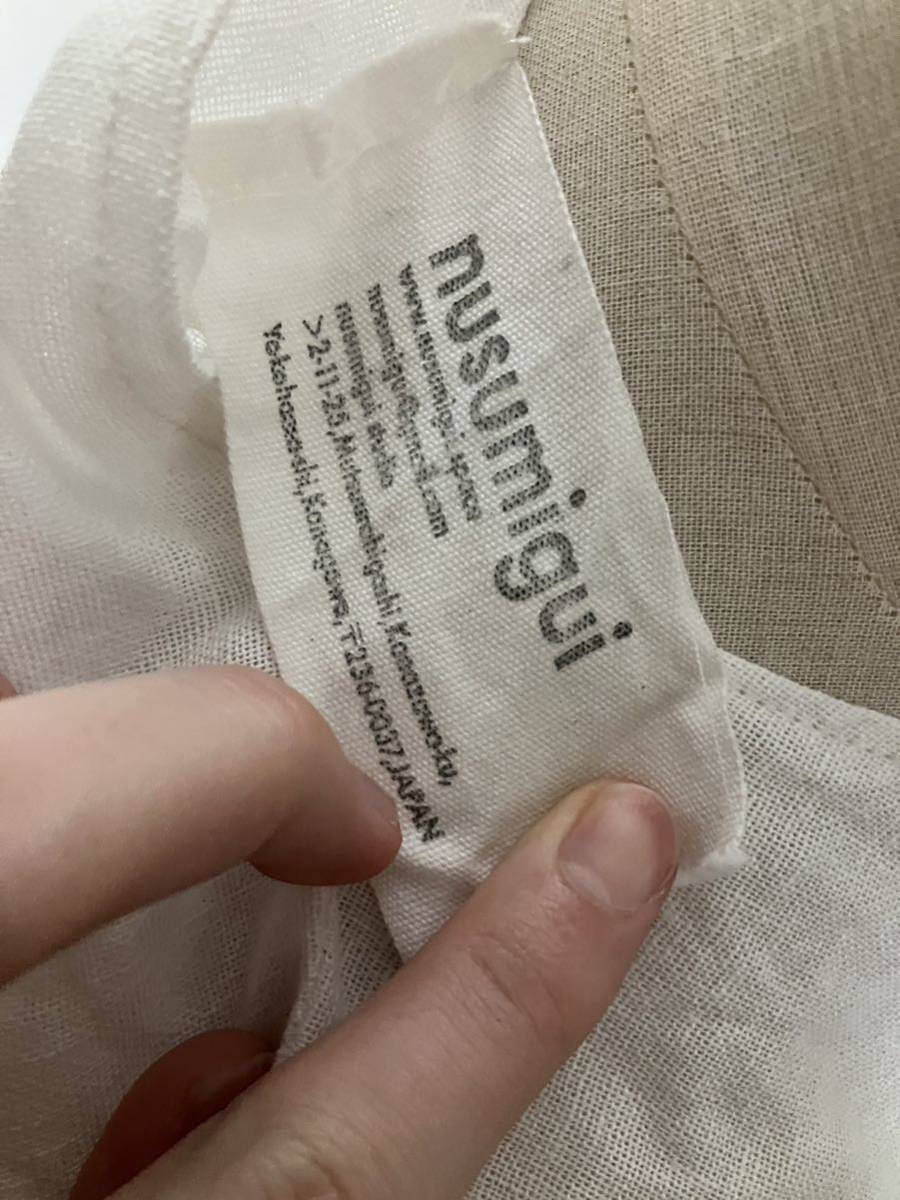 nusumigui
www.nusumigui.space
nusumigui@gmail.com
nusumigui studio
>2-11-25,Mutsuurahigashi,Kanazawa-ku,
Yokohama-shi,Kanagawa,〒236-0037,JAPAN